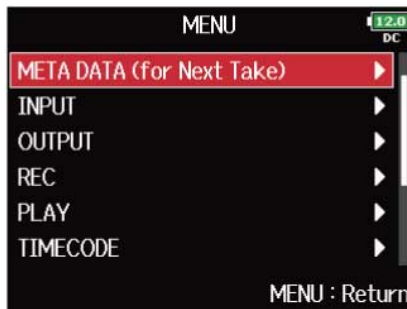 MENU
12.0
DC
META DATA (for Next Take)
INPUT
OUTPUT
REC
PLAY
TIMECODE
MENU : Return